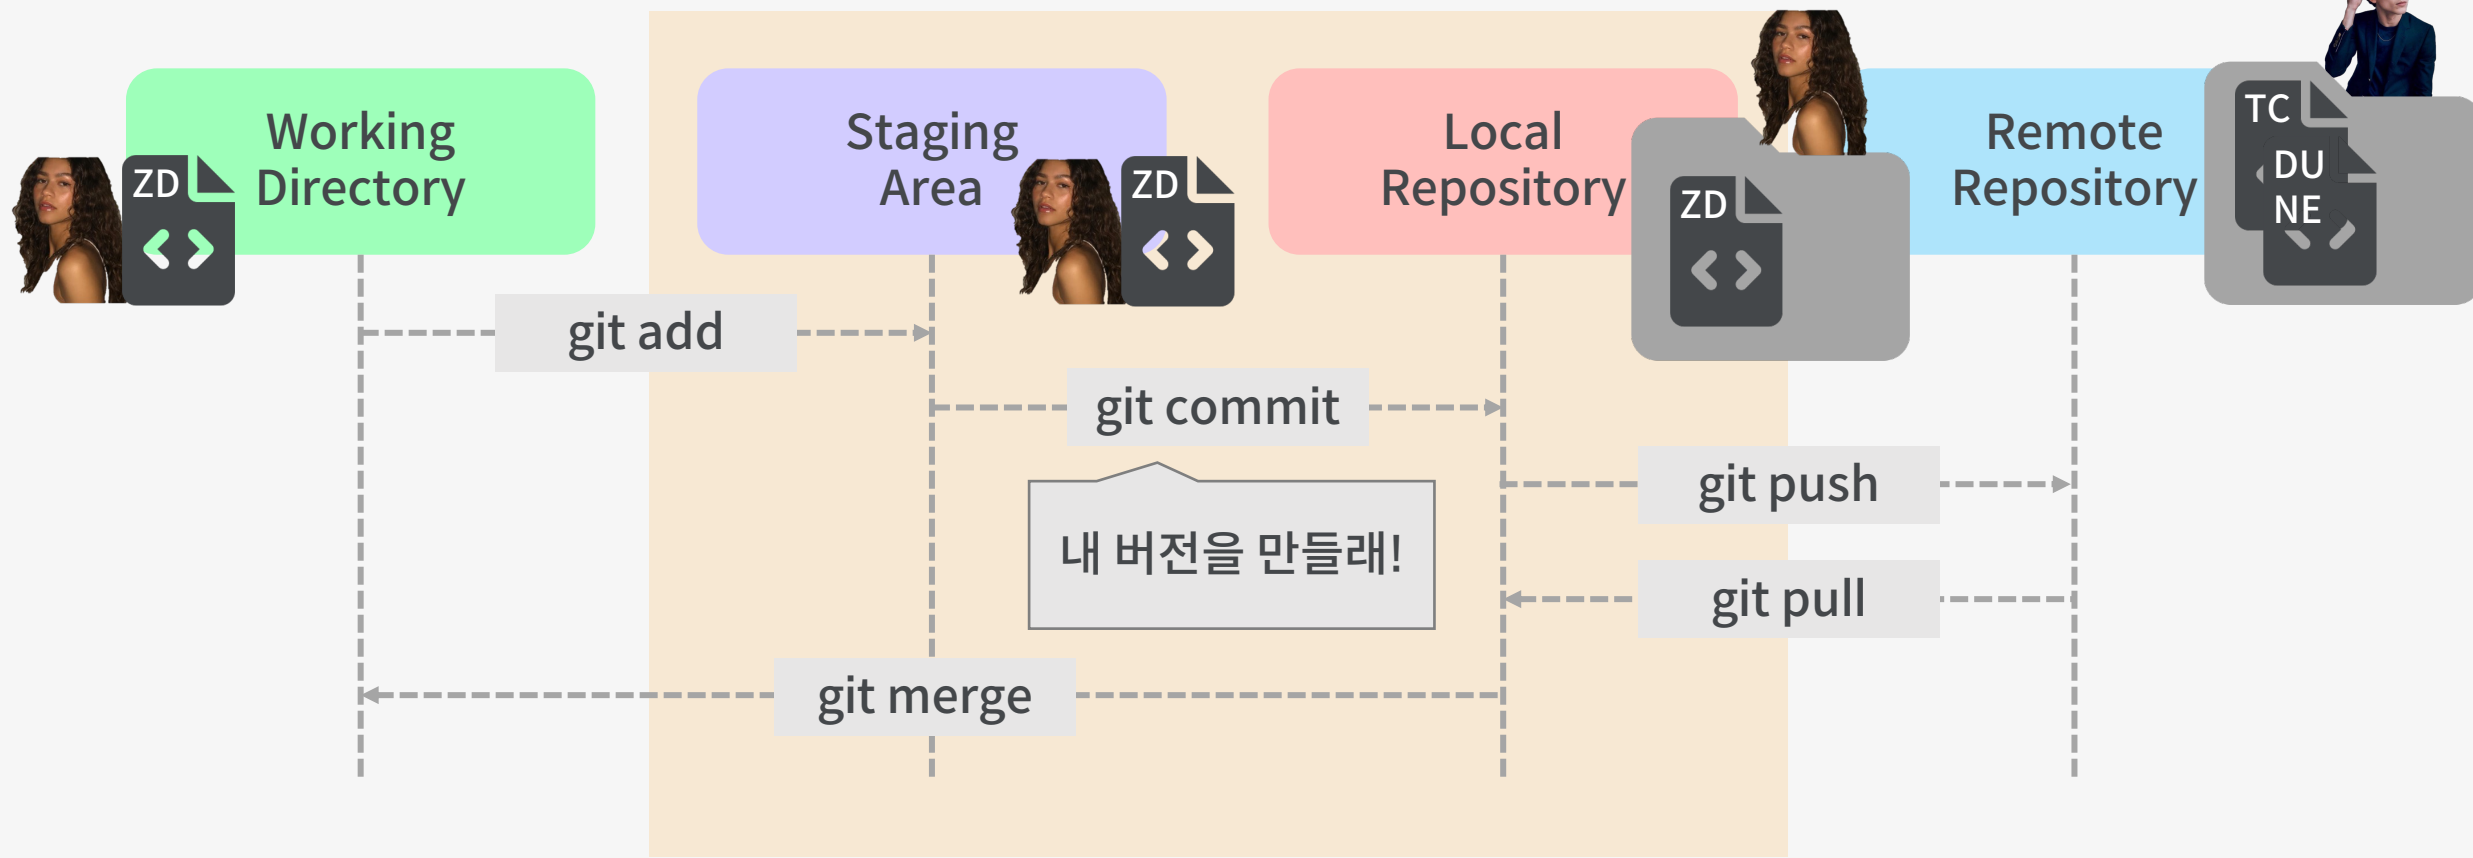 Working
Directory
ZD
Staging
Area
ZD
Local
Repository
ZD
Remote
Repository
TC
DU
NE
git add
git commit
git push
내 버전을 만들래!
git pull
git merge